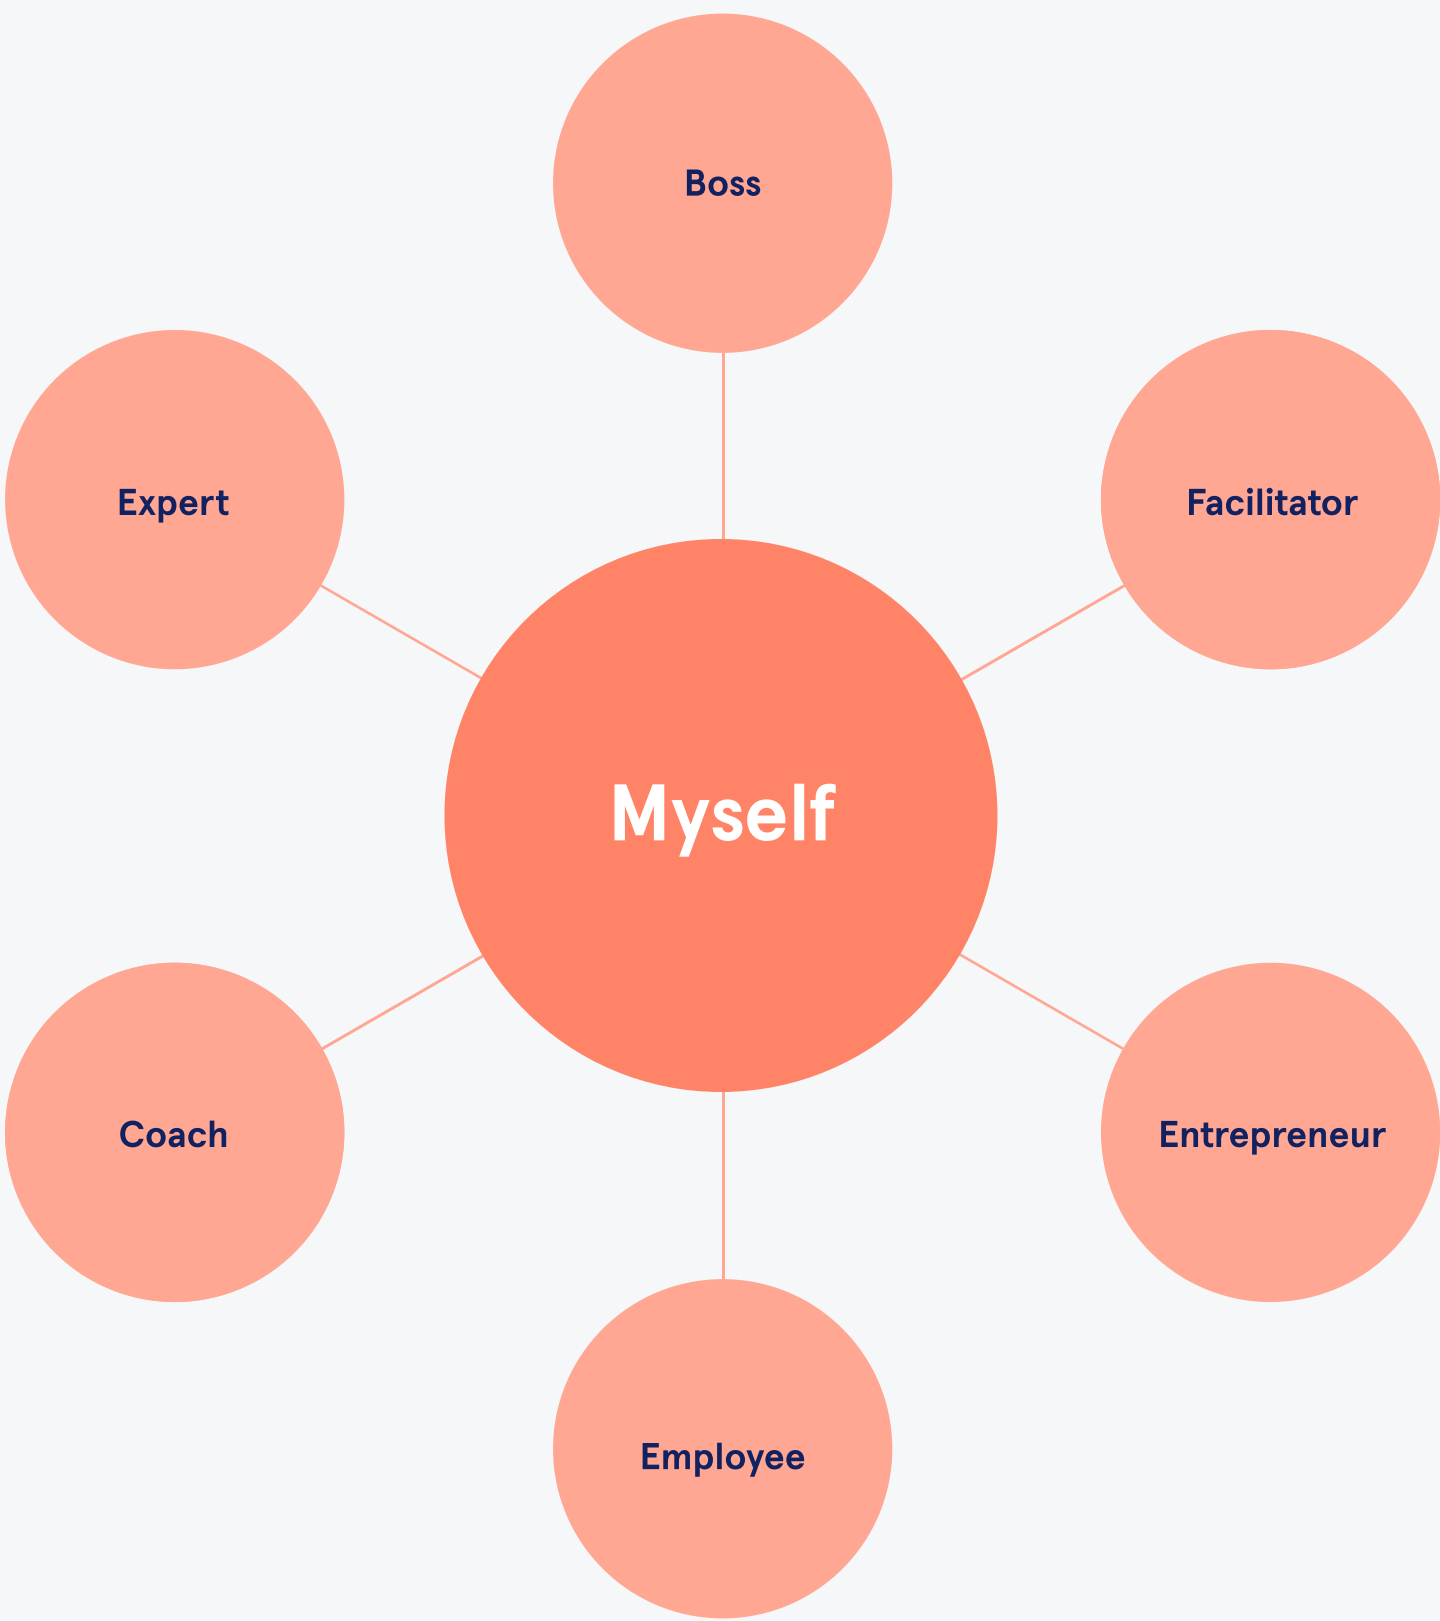 Boss
Expert
Facilitator
Myself
Coach
Entrepreneur
Employee